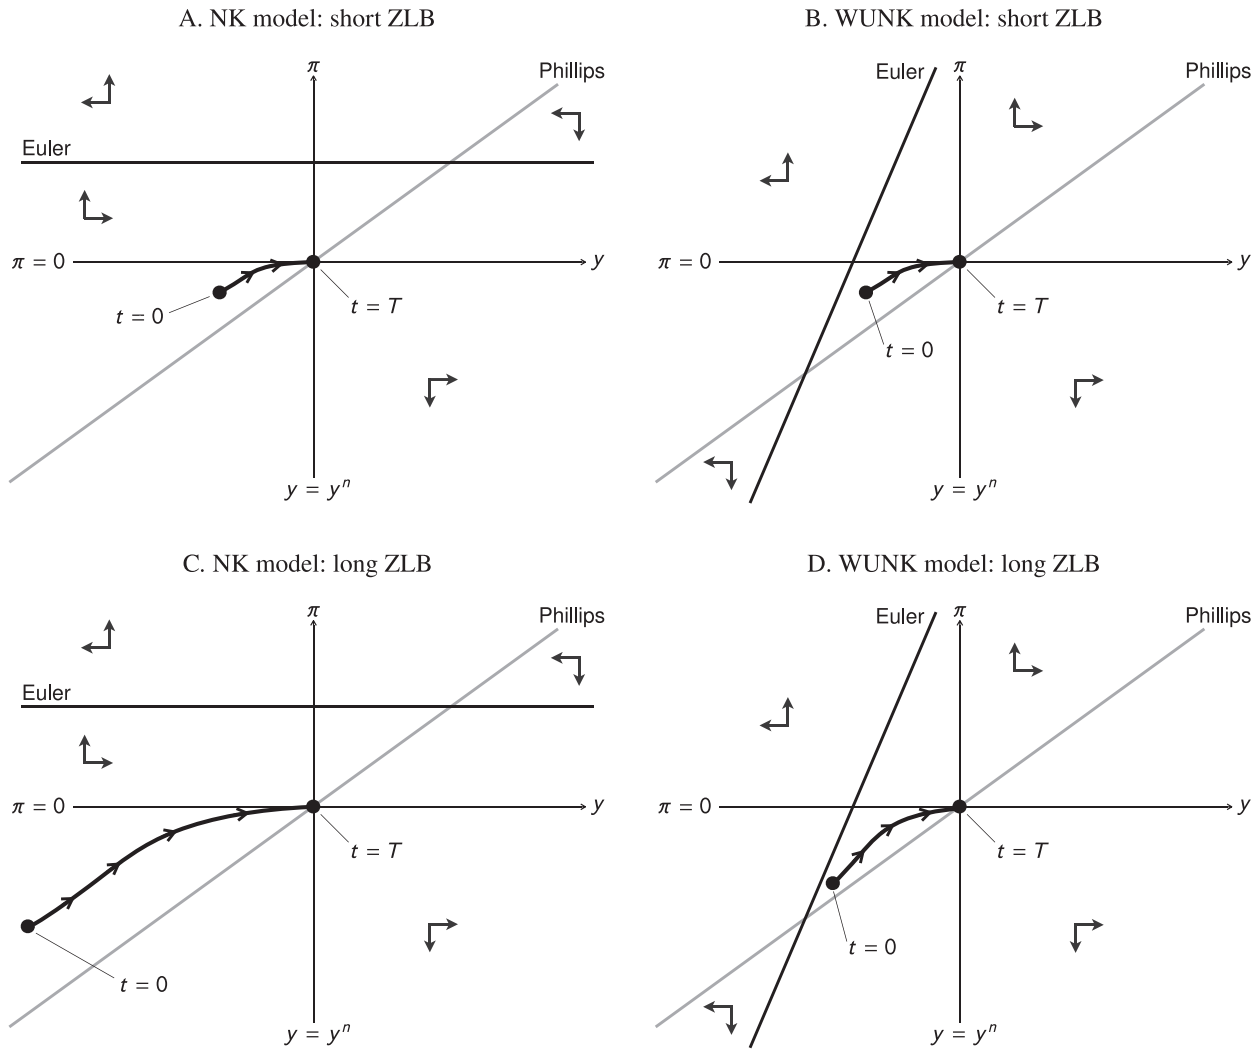 A. NK model: short ZLB
π
Phillips
Euler
π = 0
y
t = 0
t = T
y = yⁿ
B. WUNK model: short ZLB
Euler
π
Phillips
π = 0
y
t = T
t = 0
y = yⁿ
C. NK model: long ZLB
π
Phillips
Euler
π = 0
y
t = T
t = 0
y = yⁿ
D. WUNK model: long ZLB
Euler
π
Phillips
π = 0
y
t = T
t = 0
y = yⁿ